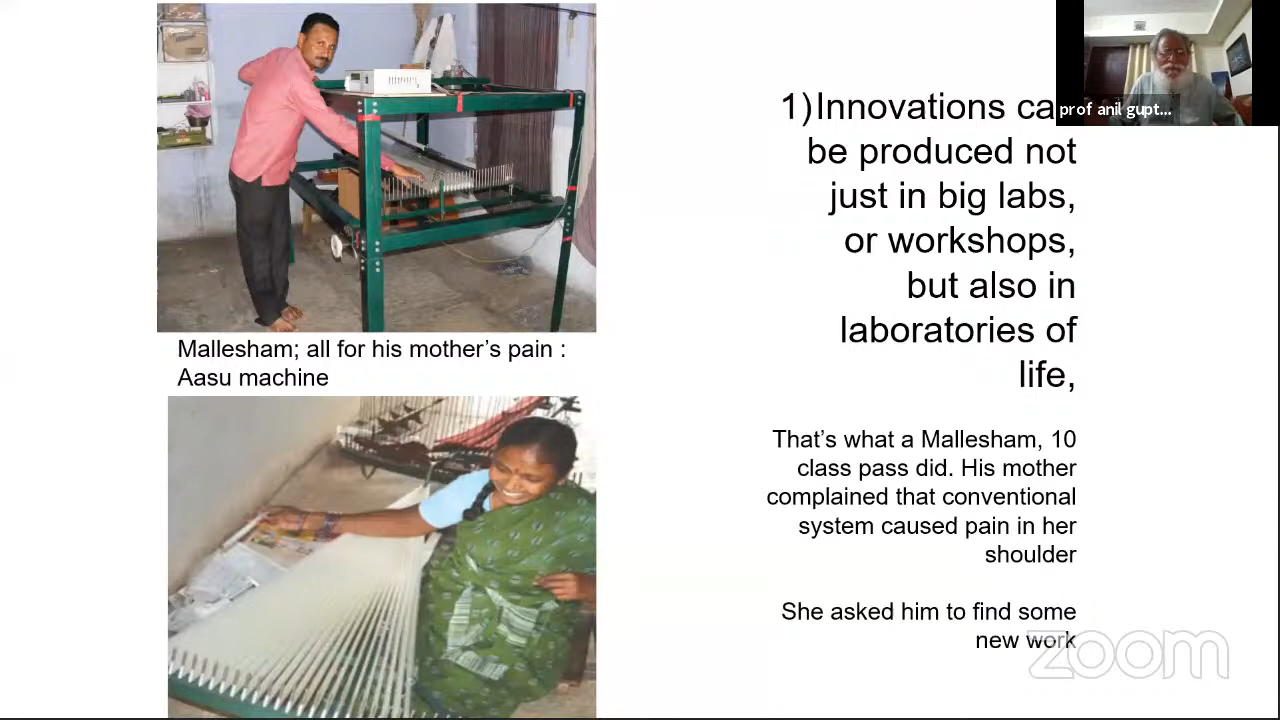 Mallesham; all for his mother’s pain :
Aasu machine
1)Innovations ca
be produced not
just in big labs,
or workshops,
but also in
laboratories of
life,
That’s what a Mallesham, 10
class pass did. His mother
complained that conventional
system caused pain in her
shoulder
She asked him to find some
new work
prof anil gupt...
zoom